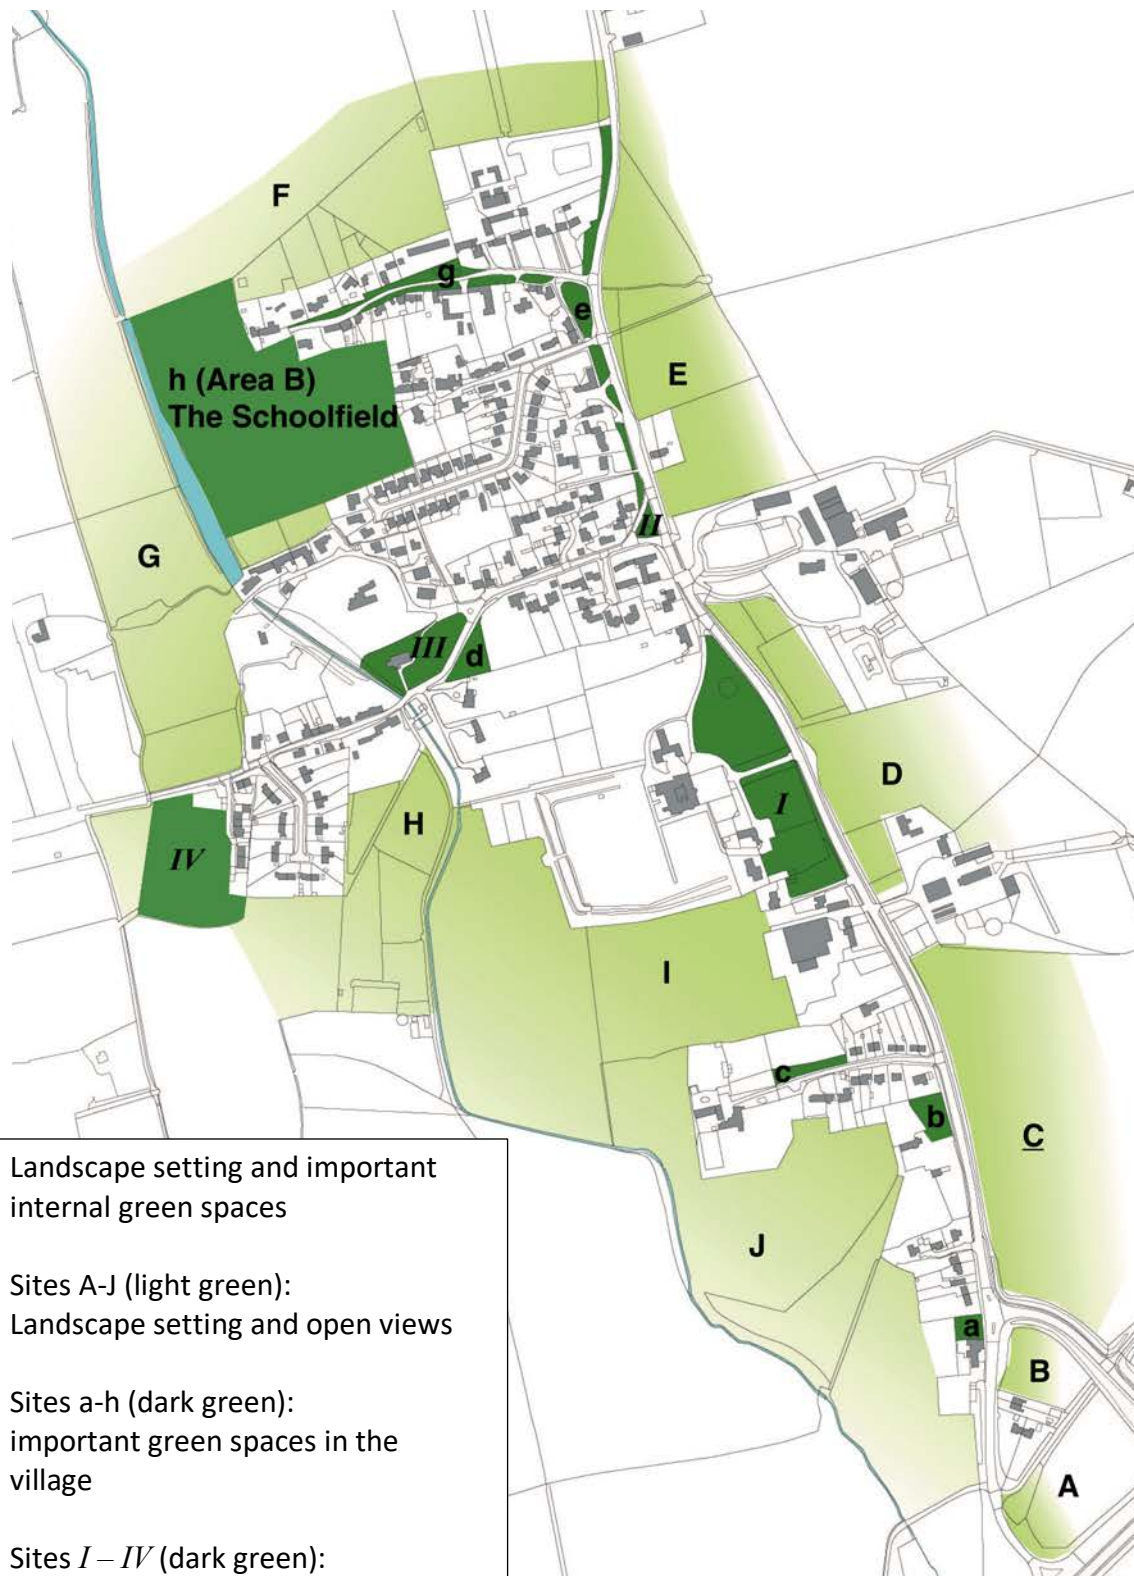 F
g
e
h (Area B)
The Schoolfield
E
II
G
III
d
D
I
H
IV
I
c
b
C
J
a
B
A
Landscape setting and important
internal green spaces
Sites A-J (light green):
Landscape setting and open views
Sites a-h (dark green):
important green spaces in the
village
Sites I – IV (dark green):